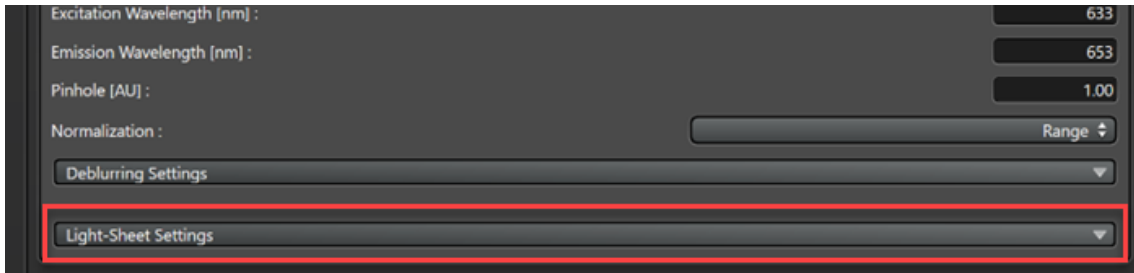 Excitation Wavelength [nm] : 633
Emission Wavelength [nm] : 653
Pinhole [AU] : 1.00
Normalization : Range
Deblurring Settings
Light-Sheet Settings